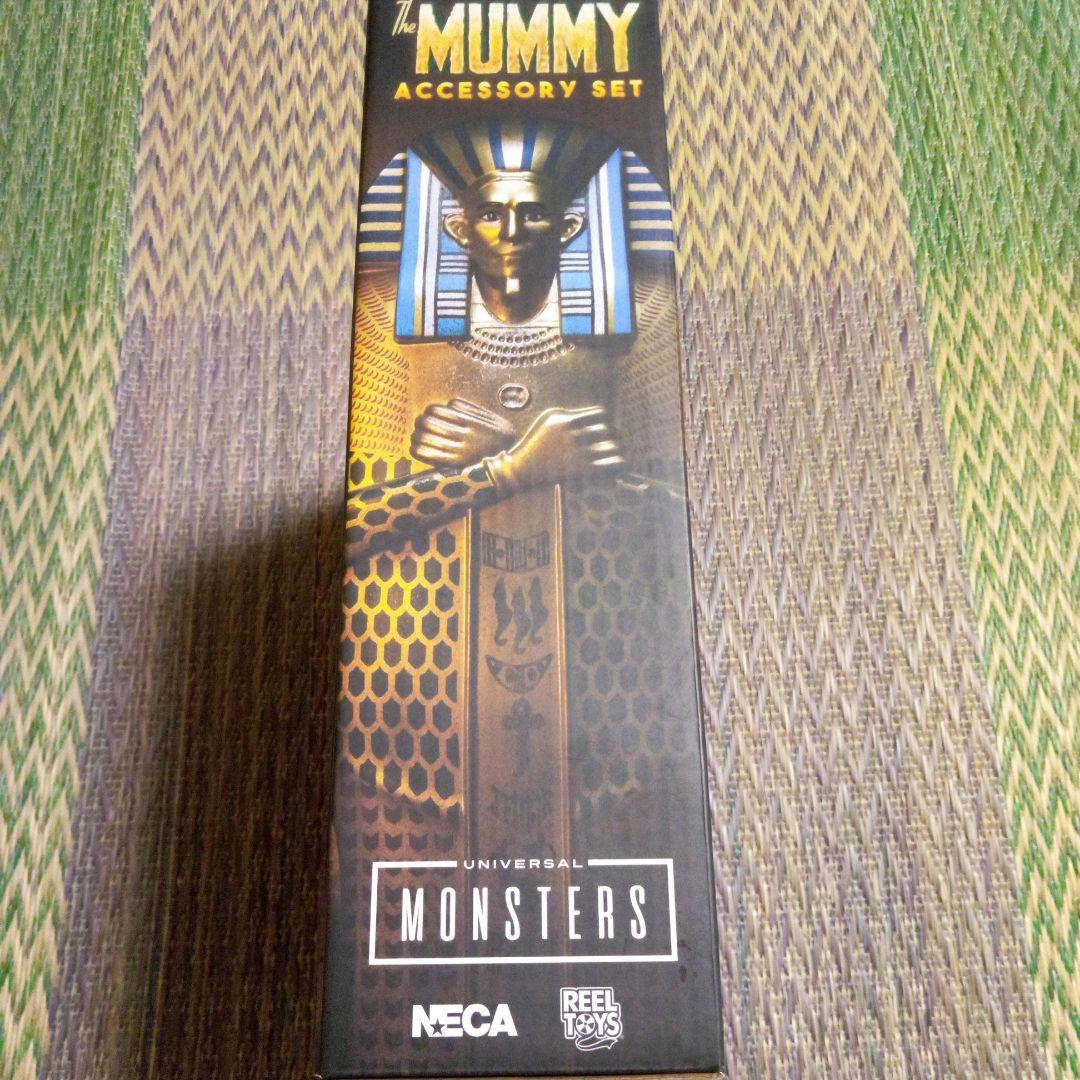 The
MUMMY
ACCESSORY SET
UNIVERSAL
MONSTERS
NECA
REEL
TOYS